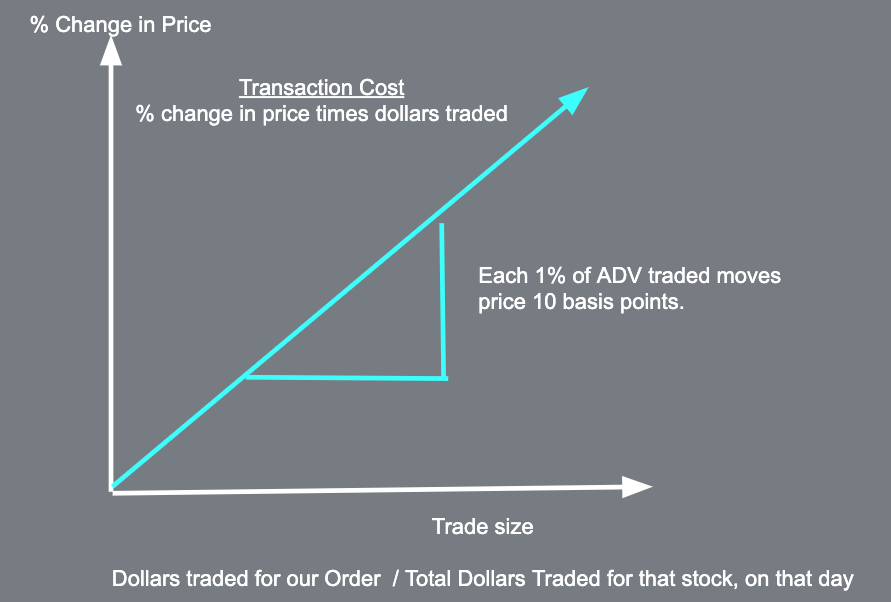 % Change in Price
Transaction Cost
% change in price times dollars traded
Each 1% of ADV traded moves
price 10 basis points.
Trade size
Dollars traded for our Order / Total Dollars Traded for that stock, on that day